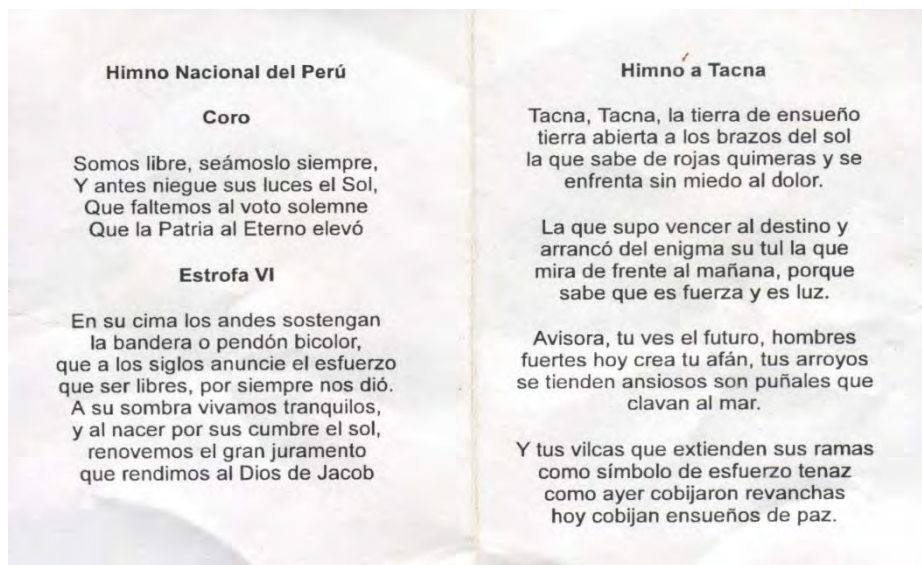 Himno Nacional del Perú
Coro
Somos libre, seámoslo siempre,
Y antes niegue sus luces el Sol,
Que faltemos al voto solemne
Que la Patria al Eterno elevó
Estrofa VI
En su cima los andes sostengan
la bandera o pendón bicolor,
que a los siglos anuncie el esfuerzo
que ser libres, por siempre nos dió.
A su sombra vivamos tranquilos,
y al nacer por sus cumbre el sol,
renovemos el gran juramento
que rendimos al Dios de Jacob
Himno a Tacna
Tacna, Tacna, la tierra de ensueño
tierra abierta a los brazos del sol
la que sabe de rojas quimeras y se
enfrenta sin miedo al dolor.
La que supo vencer al destino y
arrancó del enigma su tul la que
mira de frente al mañana, porque
sabe que es fuerza y es luz.
Avisora, tu ves el futuro, hombres
fuertes hoy crea tu afán, tus arroyos
se tienden ansiosos son puñales que
clavan al mar.
Y tus vilcas que extienden sus ramas
como símbolo de esfuerzo tenaz
como ayer cobijaron revanchas
hoy cobijan ensueños de paz.